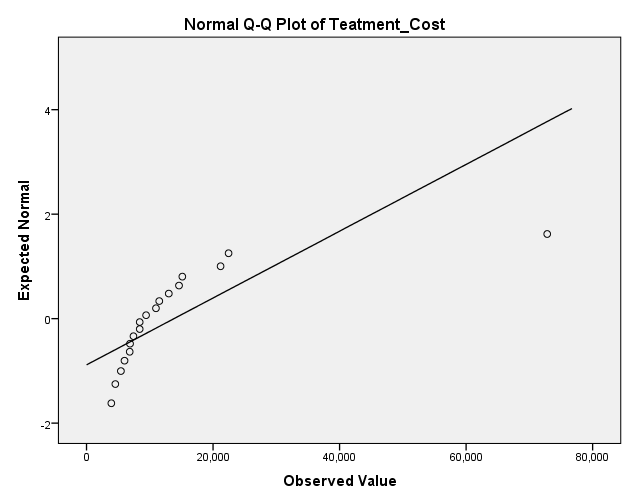 Normal Q-Q Plot of Teatment_Cost
Expected Normal
4
2
0
-2
0 20,000 40,000 60,000 80,000
Observed Value